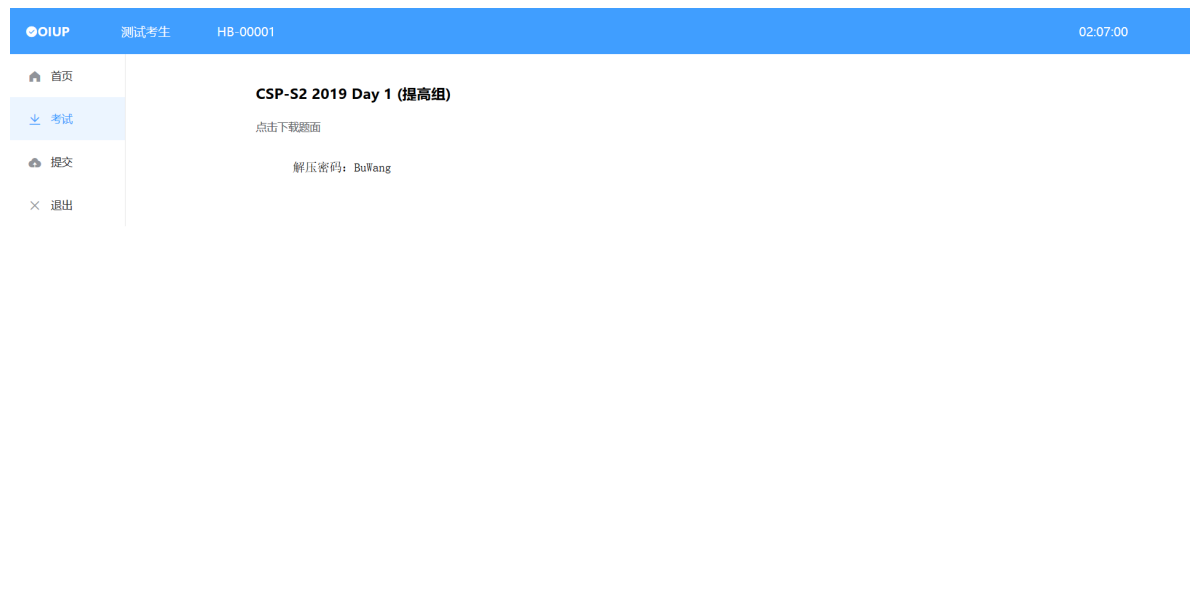 OIUP 测试考生 HB-00001 02:07:00
首页
考试
提交
退出
CSP-S2 2019 Day 1 (提高组)
点击下载题面
解压密码：BuWang